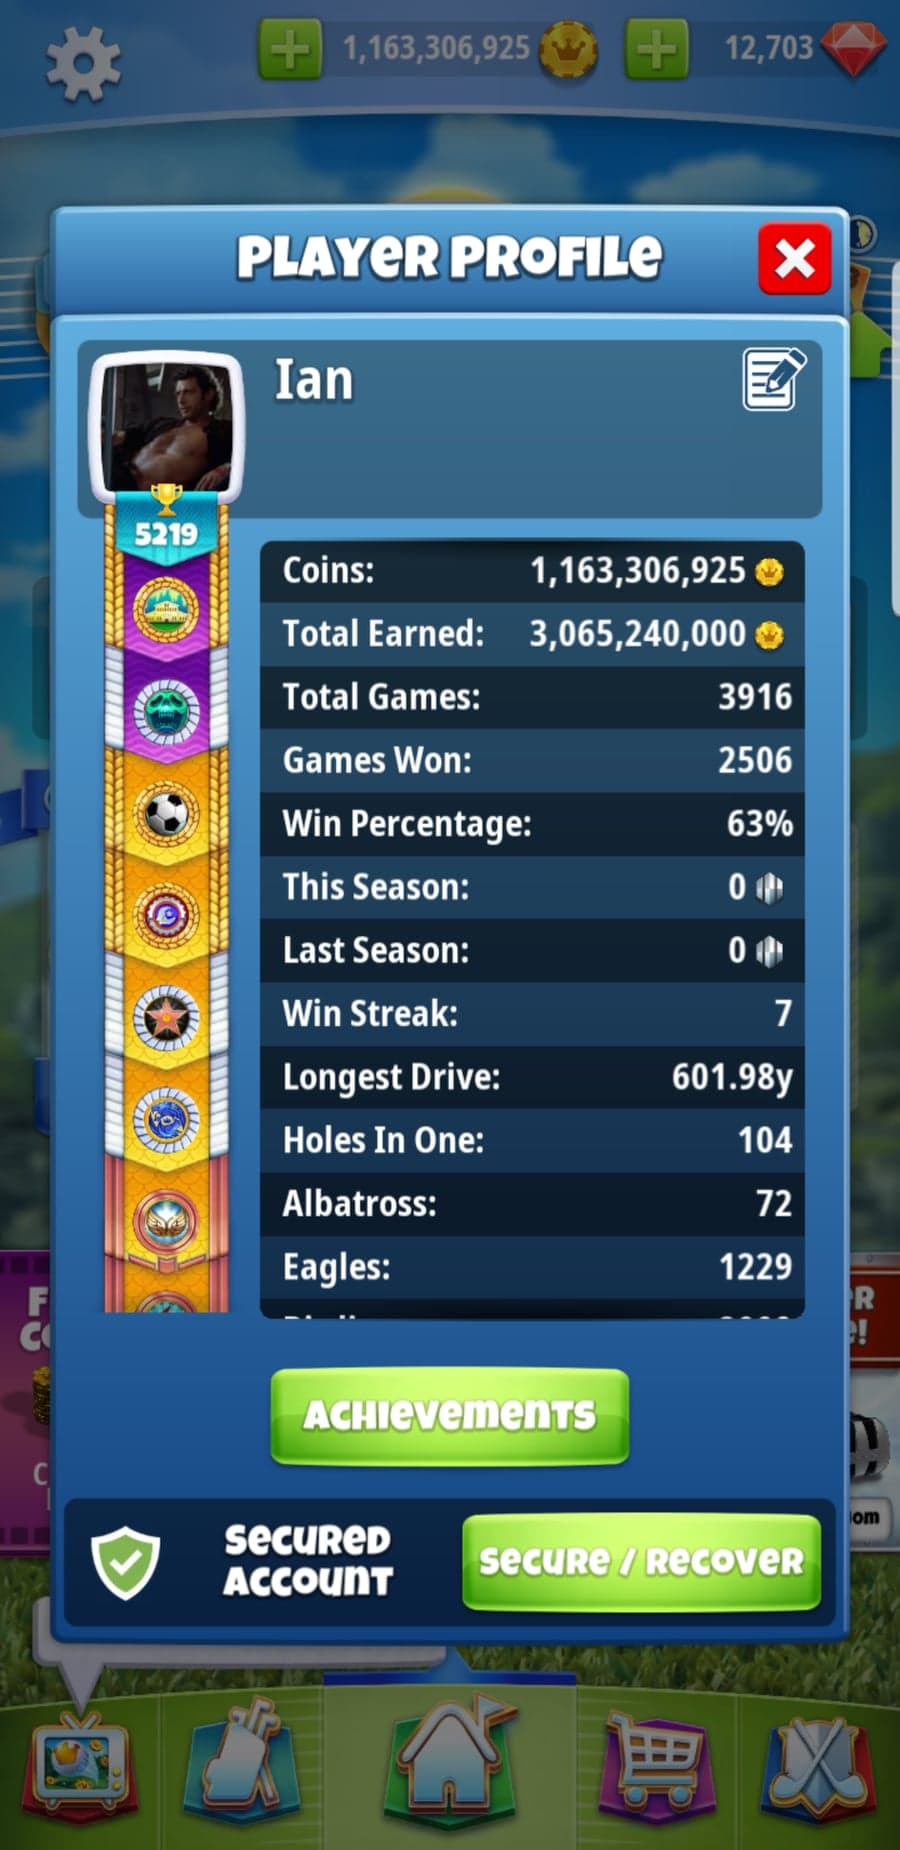 1,163,306,925 12,703
PLAYER PROFILE
Ian
5219
Coins: 1,163,306,925
Total Earned: 3,065,240,000
Total Games: 3916
Games Won: 2506
Win Percentage: 63%
This Season: 0
Last Season: 0
Win Streak: 7
Longest Drive: 601.98y
Holes In One: 104
Albatross: 72
Eagles: 1229
ACHIEVEMENTS
SECURED
ACCOUNT
SECURE / RECOVER